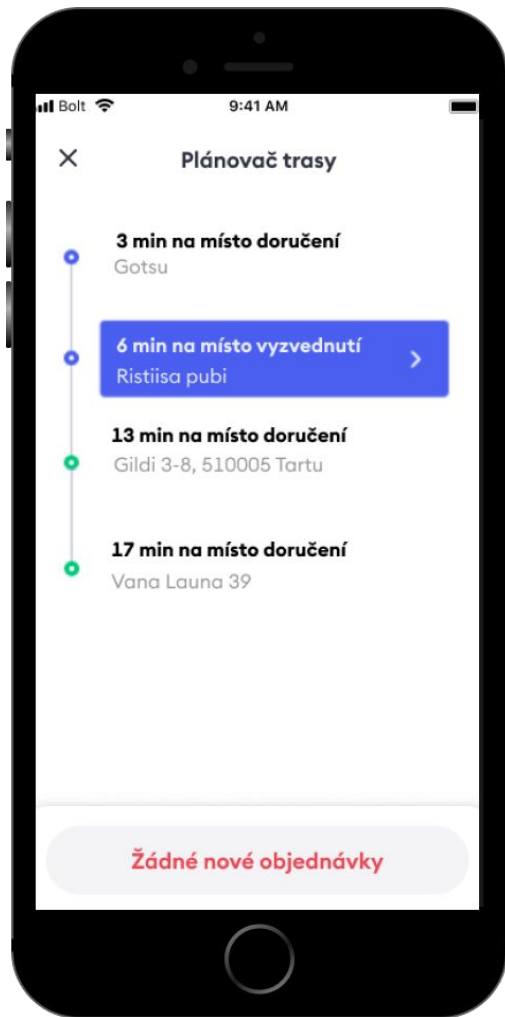 Bolt
9:41 AM
Plánovač trasy
3 min na místo doručení
Gotsu
6 min na místo vyzvednutí
Ristiisa pubi
13 min na místo doručení
Gildi 3-8, 510005 Tartu
17 min na místo doručení
Vana Launa 39
Žádné nové objednávky